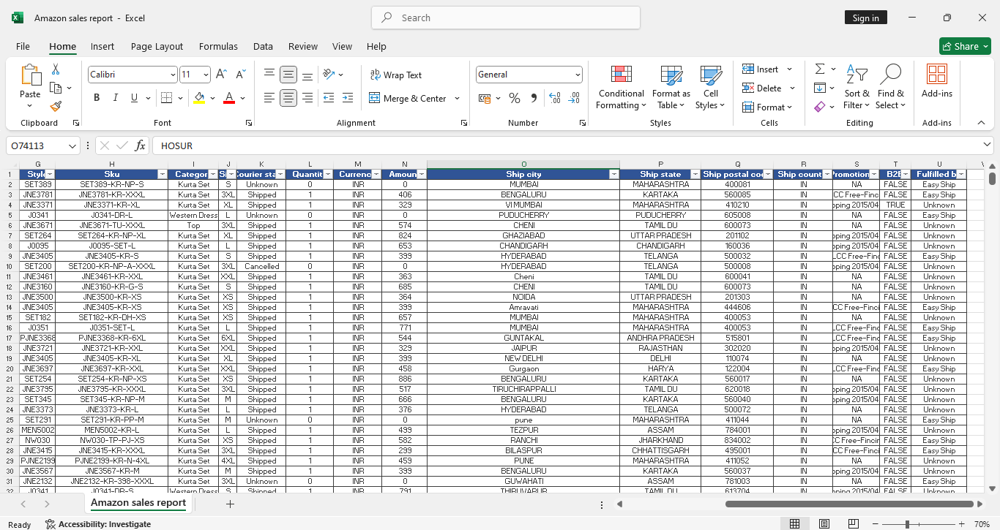 Amazon sales report - Excel
Search
Sign in
File Home Insert Page Layout Formulas Data Review View Help
Share
Paste
Clipboard
Calibri 11
B I U
Font
Wrap Text
Merge & Center
Alignment
General
Number
Conditional Formatting
Format as Table
Cell Styles
Styles
Insert
Delete
Format
Cells
Sort & Filter
Find & Select
Editing
Add-ins
Add-ins
O74113 fx HOSUR
G H I J K L M N O P Q R S T U
1 Style Sku Categor Si Courier sta Quantit Currenc Amoun Ship city Ship state Ship postal co Ship count Promotion B2B Fulfilled b
2 SET389 SET389-KR-NP-S Kurta Set S Unknown 0 INR 0 MUMBAI MAHARASHTRA 400081 IN NA FALSE Easy Ship
3 JNE3781 JNE3781-KR-XXXL Kurta Set 3XL Shipped 1 INR 406 BENGALURU KARTAKA 560085 IN CC Free-Finc FALSE Easy Ship
4 JNE3371 JNE3371-KR-XL Kurta Set XL Shipped 1 INR 329 VI MUMBAI MAHARASHTRA 410210 IN pping 2015/04 TRUE Unknown
5 J0341 J0341-DR-L Western Dress L Unknown 0 INR 0 PUDUCHERRY PUDUCHERRY 605008 IN NA FALSE Easy Ship
6 JNE3671 JNE3671-TU-XXXL Top 3XL Shipped 1 INR 574 CHENI TAMIL DU 600073 IN NA FALSE Unknown
7 SET264 SET264-KR-NP-XL Kurta Set XL Shipped 1 INR 824 GHAZIABAD UTTAR PRADESH 201102 IN pping 2015/04 FALSE Unknown
8 J0095 J0095-SET-L Kurta Set L Shipped 1 INR 653 CHANDIGARH CHANDIGARH 160036 IN pping 2015/04 FALSE Unknown
9 JNE3405 JNE3405-KR-S Kurta Set S Shipped 1 INR 399 HYDERABAD TELANGA 500032 IN LCC Free-Finc FALSE Easy Ship
10 SET200 SET200-KR-NP-A-XXXL Kurta Set 3XL Cancelled 0 INR 0 HYDERABAD TELANGA 500008 IN pping 2015/04 FALSE Unknown
11 JNE3461 JNE3461-KR-XXL Kurta Set XXL Shipped 1 INR 363 Cheni TAMIL DU 600041 IN NA FALSE Unknown
12 JNE3160 JNE3160-KR-G-S Kurta Set S Shipped 1 INR 685 CHENI TAMIL DU 600073 IN NA FALSE Unknown
13 JNE3500 JNE3500-KR-XS Kurta Set XS Shipped 1 INR 364 NOIDA UTTAR PRADESH 201303 IN NA FALSE Unknown
14 JNE3405 JNE3405-KR-XS Kurta Set XS Shipped 1 INR 399 Amravati MAHARASHTRA 444606 IN CC Free-Finci FALSE Easy Ship
15 SET182 SET182-KR-DH-XS Kurta Set XS Shipped 1 INR 657 MUMBAI MAHARASHTRA 400053 IN NA FALSE Unknown
16 J0351 J0351-SET-L Kurta Set L Shipped 1 INR 771 MUMBAI MAHARASHTRA 400053 IN LCC Free-Finc FALSE Easy Ship
17 PJNE3368 PJNE3368-KR-6XL Kurta Set 6XL Shipped 1 INR 544 GUNTAKAL ANDHRA PRADESH 515801 IN LCC Free-Finc FALSE Easy Ship
18 JNE3721 JNE3721-KR-XXL Kurta Set XXL Shipped 1 INR 329 JAIPUR RAJASTHAN 302020 IN pping 2015/04 FALSE Unknown
19 JNE3405 JNE3405-KR-XL Kurta Set XL Shipped 1 INR 399 NEW DELHI DELHI 110074 IN NA FALSE Unknown
20 JNE3697 JNE3697-KR-XXL Kurta Set XXL Shipped 1 INR 458 Gurgaon HARYA 122004 IN LCC Free-Finc FALSE Easy Ship
21 SET254 SET254-KR-NP-XS Kurta Set XS Shipped 1 INR 886 BENGALURU KARTAKA 560017 IN NA FALSE Unknown
22 JNE3795 JNE3795-KR-XXXL Kurta Set 3XL Shipped 1 INR 517 TIRUCHIRAPPALLI TAMIL DU 620018 IN pping 2015/04 FALSE Unknown
23 SET345 SET345-KR-NP-M Kurta Set M Shipped 1 INR 666 BENGALURU KARTAKA 560040 IN pping 2015/04 FALSE Unknown
24 JNE3373 JNE3373-KR-L Kurta Set L Shipped 1 INR 376 HYDERABAD TELANGA 500072 IN NA FALSE Easy Ship
25 SET291 SET291-KR-PP-M Kurta Set M Unknown 0 INR 0 pune MAHARASHTRA 411044 IN NA FALSE Easy Ship
26 MEN5002 MEN5002-KR-L Kurta Set L Shipped 1 INR 499 TEZPUR ASSAM 784001 IN pping 2015/04 FALSE Unknown
27 NW030 NW030-TP-PJ-XS Kurta Set XS Shipped 1 INR 582 RANCHI JHARKHAND 834002 IN CC Free-Fincin FALSE Easy Ship
28 JNE3415 JNE3415-KR-XXXL Kurta Set 3XL Shipped 1 INR 299 BILASPUR CHHATTISGARH 495001 IN CC Free-Finci FALSE Easy Ship
29 PJNE2199 PJNE2199-KR-N-4XL Kurta Set 4XL Shipped 1 INR 459 PUNE MAHARASHTRA 411052 IN NA FALSE Unknown
30 JNE3567 JNE3567-KR-M Kurta Set M Shipped 1 INR 399 BENGALURU KARTAKA 560037 IN pping 2015/04 FALSE Unknown
31 JNE2132 JNE2132-KR-398-XXXL Kurta Set 3XL Unknown 0 INR 0 GUWAHATI ASSAM 781003 IN NA FALSE Easy Ship
32 J0341 J0341-DR-S Western Dress S Shipped 1 INR 791 THIRUVARUR TAMIL DU 613704 IN pping 2015/04 FALSE Unknown
Amazon sales report
Ready Accessibility: Investigate 70%